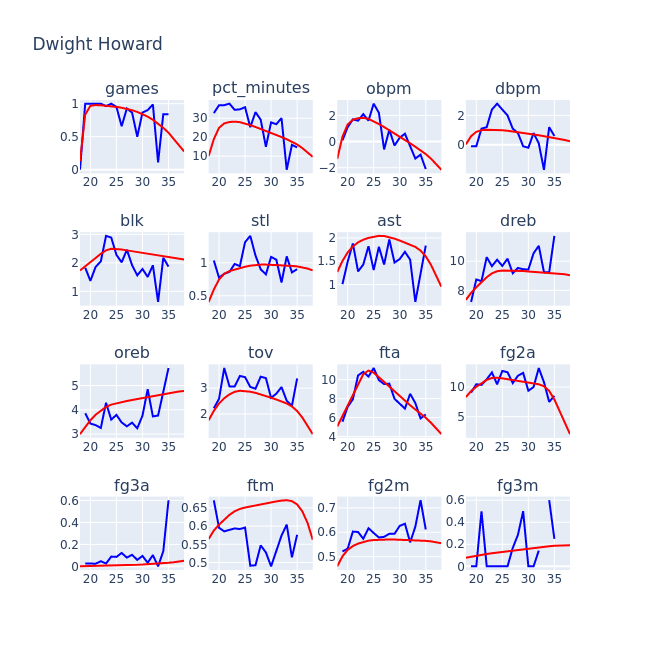 Dwight Howard
games
pct_minutes
obpm
dbpm
1
0.5
0
20 25 30 35
30
20
10
20 25 30 35
2
0
−2
20 25 30 35
2
0
20 25 30 35
blk
stl
ast
dreb
3
2
1
20 25 30 35
1
0.5
20 25 30 35
2
1.5
1
20 25 30 35
10
8
20 25 30 35
oreb
tov
fta
fg2a
5
4
3
20 25 30 35
3
2
20 25 30 35
10
8
6
4
20 25 30 35
10
5
20 25 30 35
fg3a
ftm
fg2m
fg3m
0.6
0.4
0.2
0
20 25 30 35
0.65
0.6
0.55
0.5
20 25 30 35
0.7
0.6
0.5
20 25 30 35
0.6
0.4
0.2
0
20 25 30 35